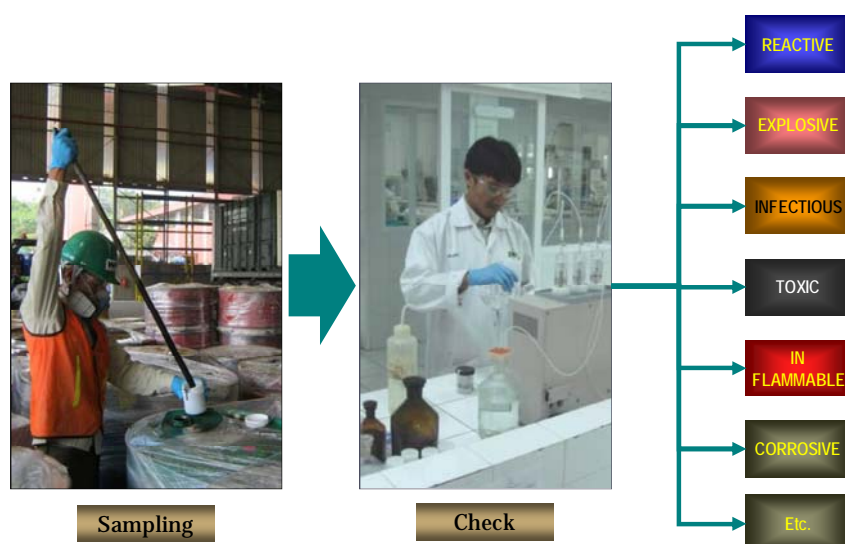 REACTIVE
EXPLOSIVE
INFECTIOUS
TOXIC
IN
FLAMMABLE
CORROSIVE
Etc.
Sampling
Check